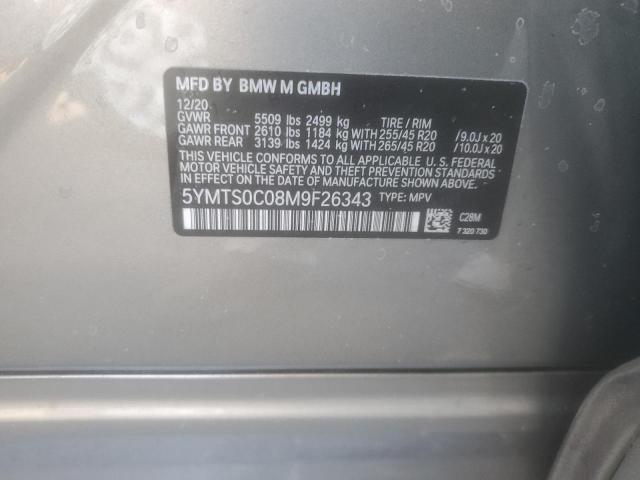 MFD BY BMW M GMBH
12/20
GVWR 5509 lbs 2499 kg TIRE / RIM
GAWR FRONT 2610 lbs 1184 kg WITH 255/45 R20 /9.0J x 20
GAWR REAR 3139 lbs 1424 kg WITH 265/45 R20 /10.0J x 20
THIS VEHICLE CONFORMS TO ALL APPLICABLE U. S. FEDERAL
MOTOR VEHICLE SAFETY, BUMPER, AND THEFT PREVENTION
STANDARDS IN EFFECT ON THE DATE OF MANUFACTURE SHOWN ABOVE.
5YMTS0C08M9F26343 TYPE: MPV
C28M
7 320 730